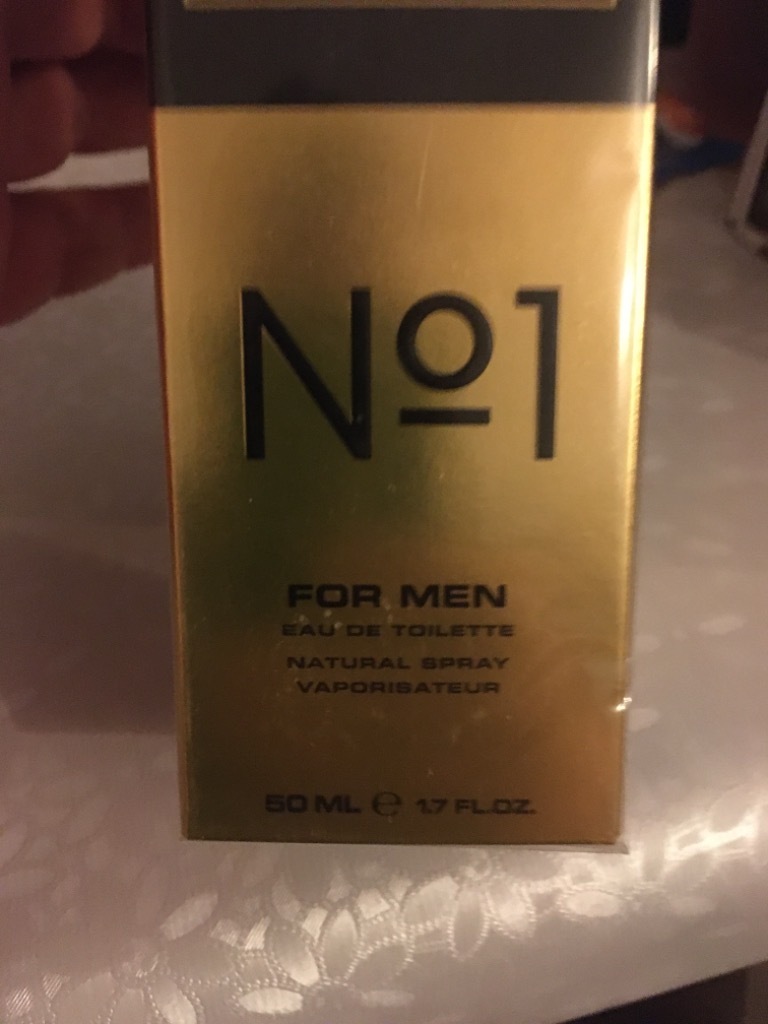 Nº1
FOR MEN
EAU DE TOILETTE
NATURAL SPRAY
VAPORISATEUR
50 ML ℮ 1.7 FL.OZ.